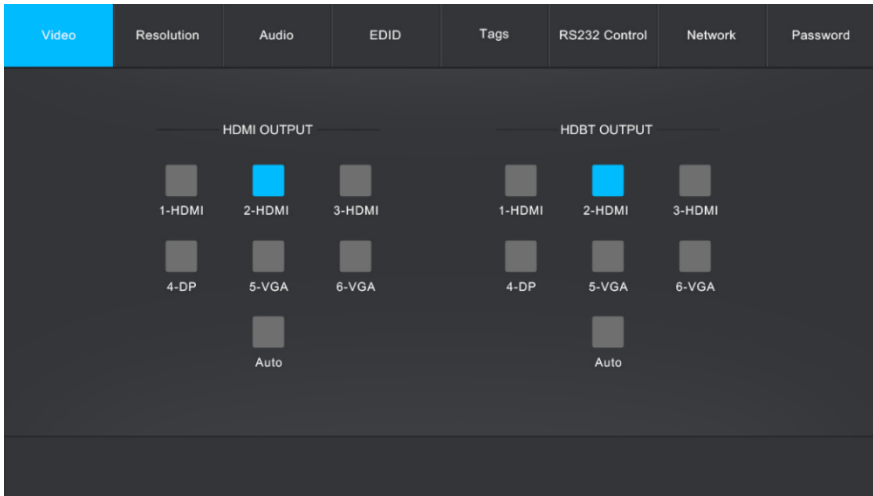 Video Resolution Audio EDID Tags RS232 Control Network Password
HDMI OUTPUT HDBT OUTPUT
1-HDMI 2-HDMI 3-HDMI 1-HDMI 2-HDMI 3-HDMI
4-DP 5-VGA 6-VGA 4-DP 5-VGA 6-VGA
Auto Auto